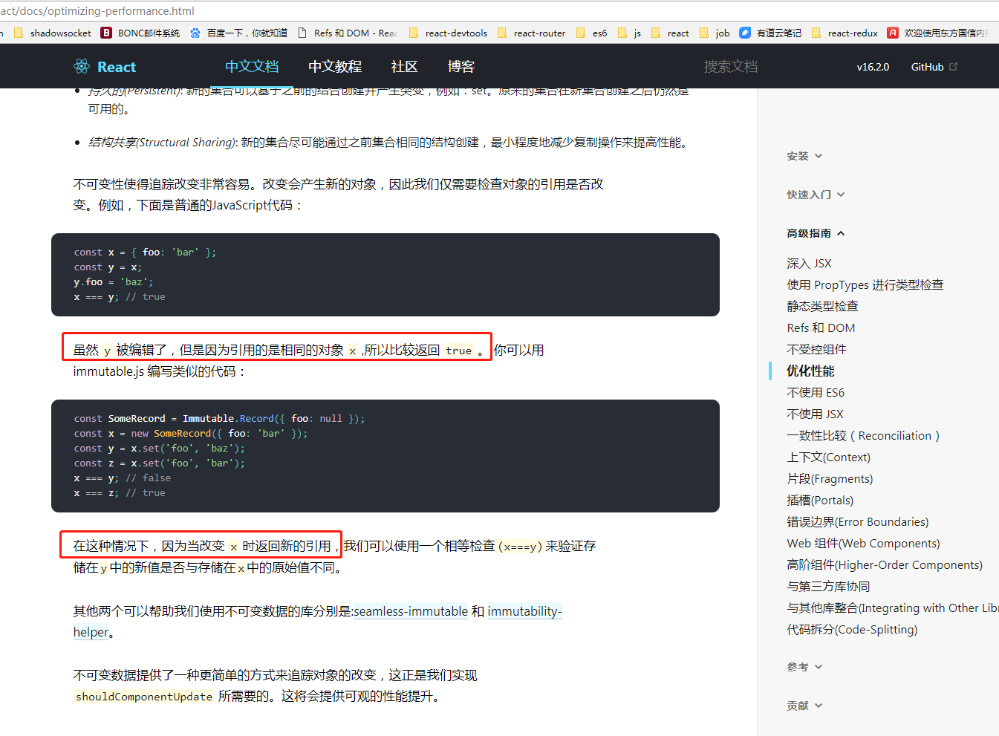 act/docs/optimizing-performance.html
shadowsocket BONC邮件系统 百度一下，你就知道 Refs 和 DOM - Reac react-devtools react-router es6 js react job 有道云笔记 react-redux 欢迎使用东方国信内
React 中文文档 中文教程 社区 博客 搜索文档 v16.2.0 GitHub
持久的(Persistent): 新的集合可以基于之前的结合创建并产生突变，例如：set。原来的集合在新集合创建之后仍然是
可用的。
结构共享(Structural Sharing): 新的集合尽可能通过之前集合相同的结构创建，最小程度地减少复制操作来提高性能。
不可变性使得追踪改变非常容易。改变会产生新的对象，因此我们仅需要检查对象的引用是否改
变。例如，下面是普通的JavaScript代码：
const x = { foo: 'bar' };
const y = x;
y.foo = 'baz';
x === y; // true
虽然 y 被编辑了，但是因为引用的是相同的对象 x ,所以比较返回 true 。你可以用
immutable.js 编写类似的代码：
const SomeRecord = Immutable.Record({ foo: null });
const x = new SomeRecord({ foo: 'bar' });
const y = x.set('foo', 'baz');
const z = x.set('foo', 'bar');
x === y; // false
x === z; // true
在这种情况下，因为当改变 x 时返回新的引用，我们可以使用一个相等检查(x===y)来验证存
储在y中的新值是否与存储在x中的原始值不同。
其他两个可以帮助我们使用不可变数据的库分别是:seamless-immutable 和 immutability-
helper。
不可变数据提供了一种更简单的方式来追踪对象的改变，这正是我们实现
shouldComponentUpdate 所需要的。这将会提供可观的性能提升。
安装
快速入门
高级指南
深入 JSX
使用 PropTypes 进行类型检查
静态类型检查
Refs 和 DOM
不受控组件
优化性能
不使用 ES6
不使用 JSX
一致性比较（Reconciliation）
上下文(Context)
片段(Fragments)
插槽(Portals)
错误边界(Error Boundaries)
Web 组件(Web Components)
高阶组件(Higher-Order Components)
与第三方库协同
与其他库整合(Integrating with Other Libr
代码拆分(Code-Splitting)
参考
贡献